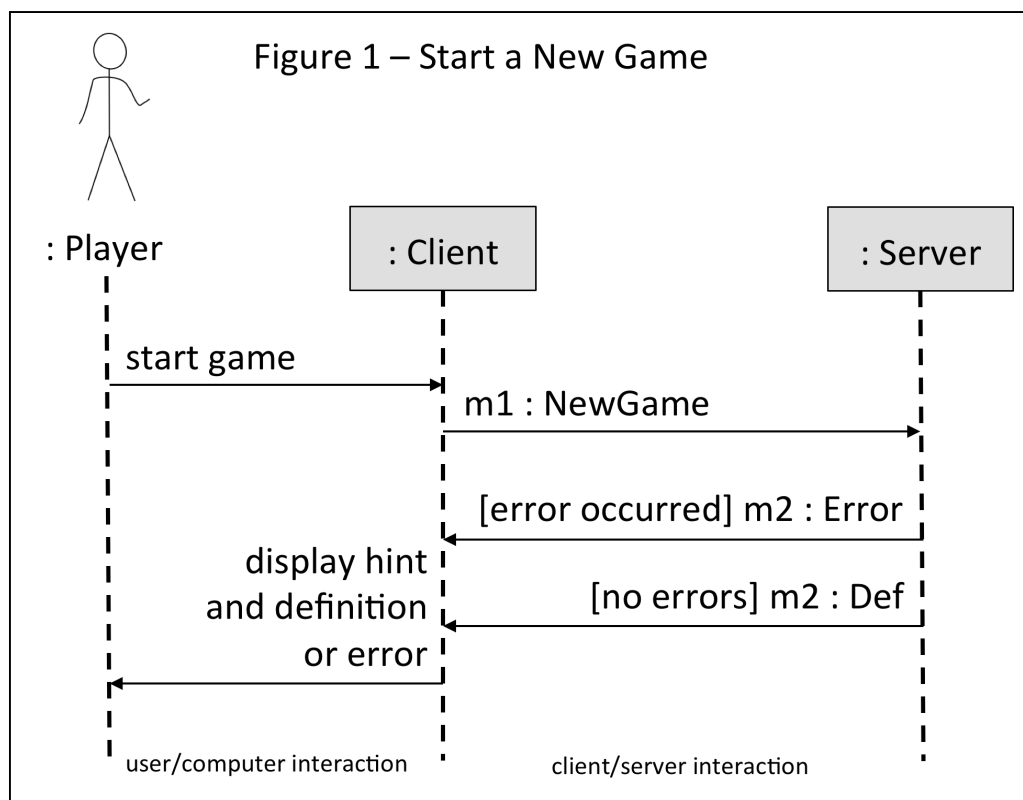 Figure 1 – Start a New Game
: Player
: Client
: Server
start game
m1 : NewGame
[error occurred] m2 : Error
display hint
and definition
or error
[no errors] m2 : Def
user/computer interaction
client/server interaction